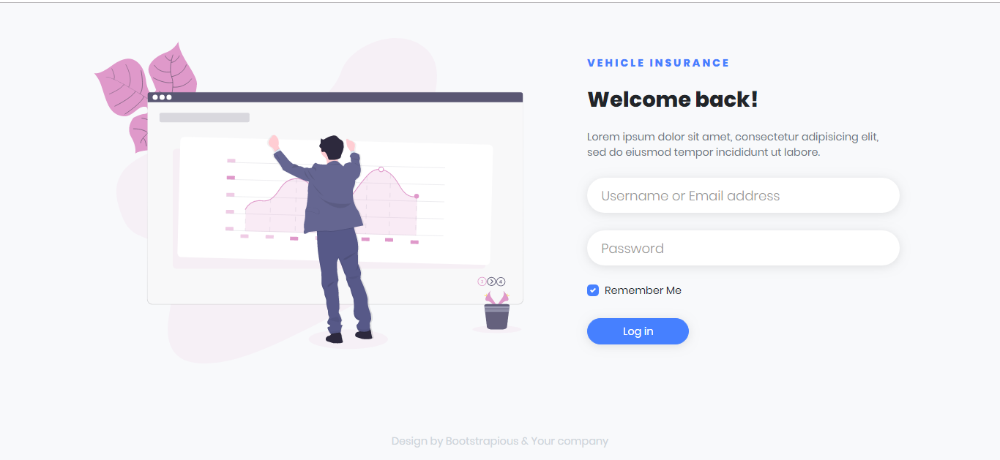 VEHICLE INSURANCE
Welcome back!
Lorem ipsum dolor sit amet, consectetur adipisicing elit,
sed do eiusmod tempor incididunt ut labore.
Username or Email address
Password
Remember Me
Log in
4
Design by Bootstrapious & Your company